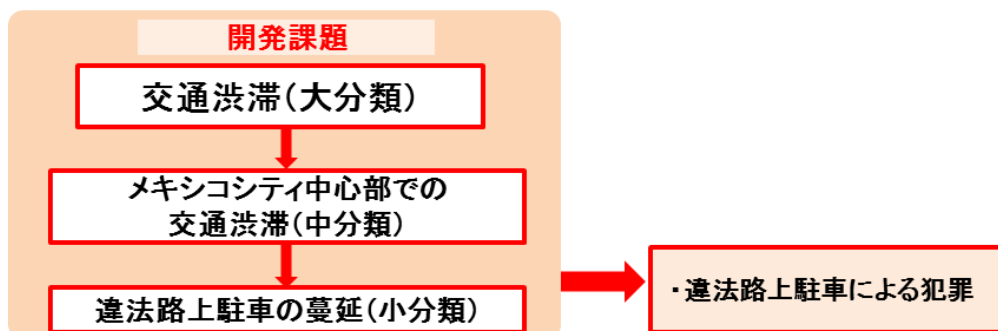 開発課題
交通渋滞(大分類)
メキシコシティ中心部での
交通渋滞(中分類)
違法路上駐車の蔓延(小分類)
・違法路上駐車による犯罪